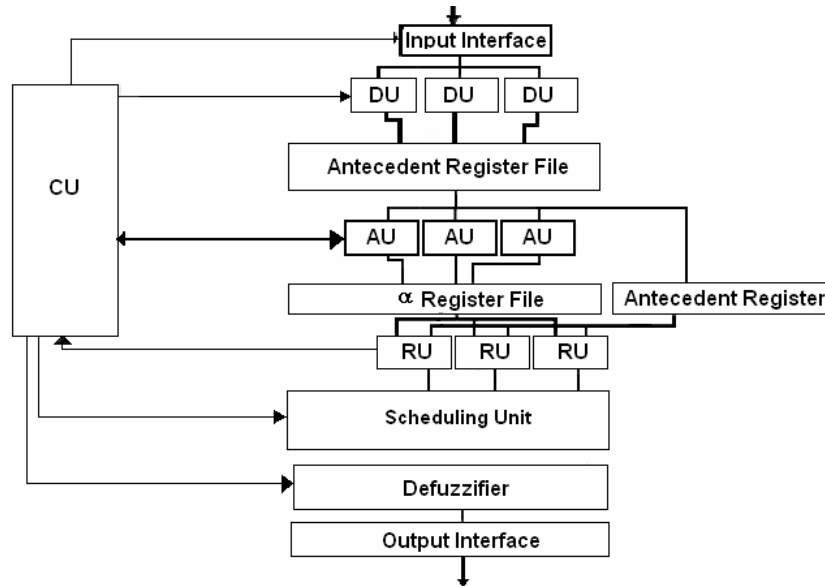 Input Interface
DU DU DU
Antecedent Register File
CU
AU AU AU
α Register File
Antecedent Register
RU RU RU
Scheduling Unit
Defuzzifier
Output Interface